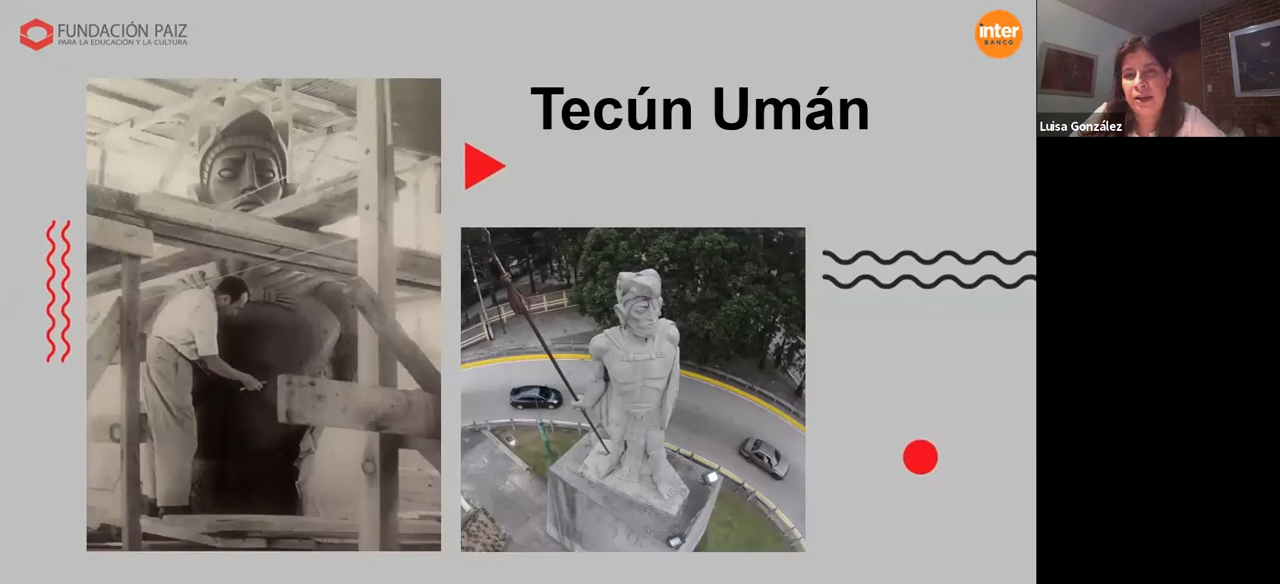 FUNDACIÓN PAIZ
PARA LA EDUCACIÓN Y LA CULTURA
inter
BANCO
Tecún Umán
Luisa González